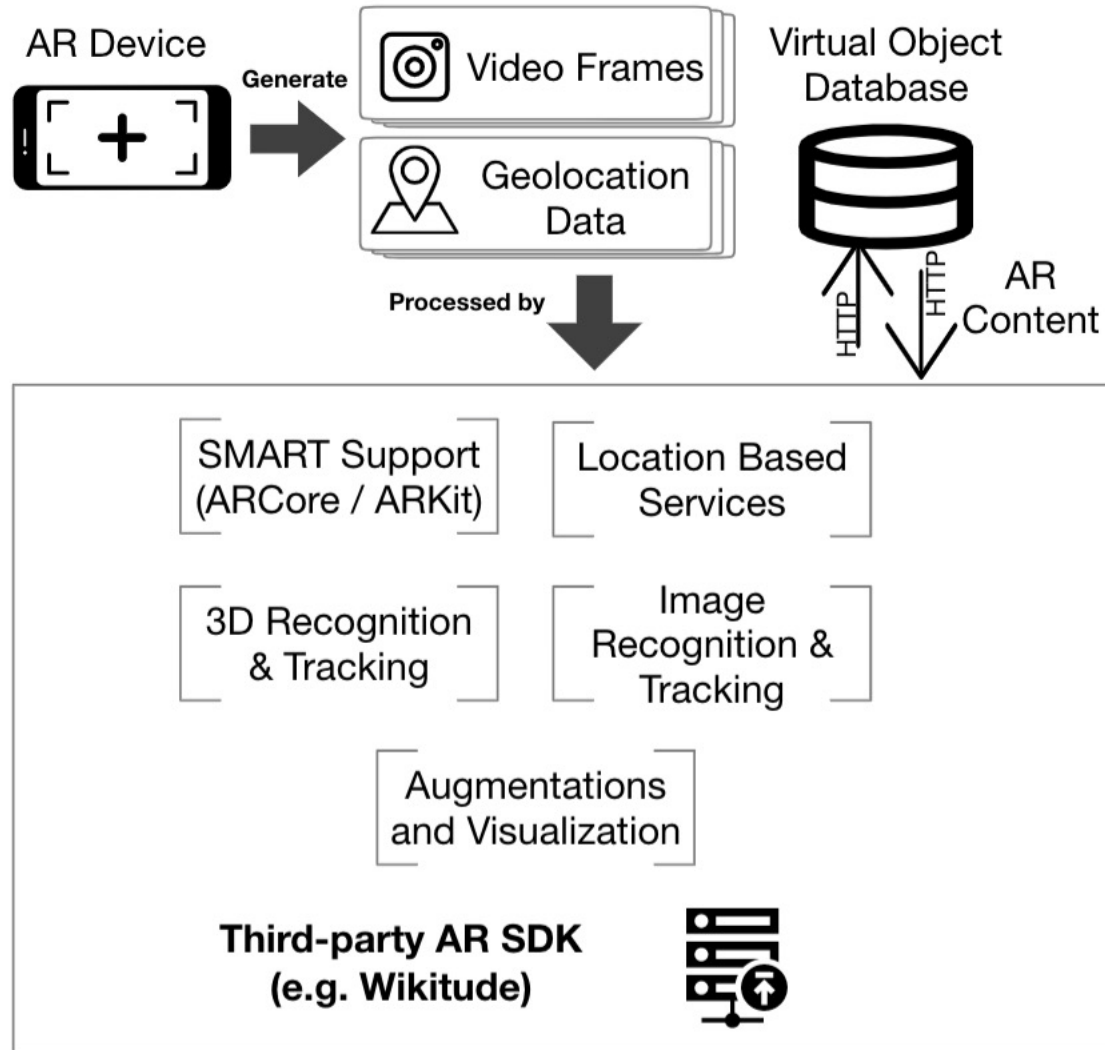 AR Device
Generate
Video Frames
Geolocation
Data
Virtual Object
Database
HTTP
HTTP
AR
Content
Processed by
SMART Support
(ARCore / ARKit)
Location Based
Services
3D Recognition
& Tracking
Image
Recognition &
Tracking
Augmentations
and Visualization
Third-party AR SDK
(e.g. Wikitude)